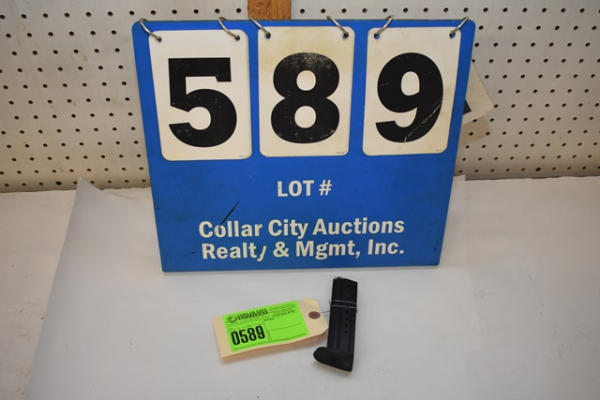 589
LOT #
Collar City Auctions
Realty & Mgmt, Inc.
0589